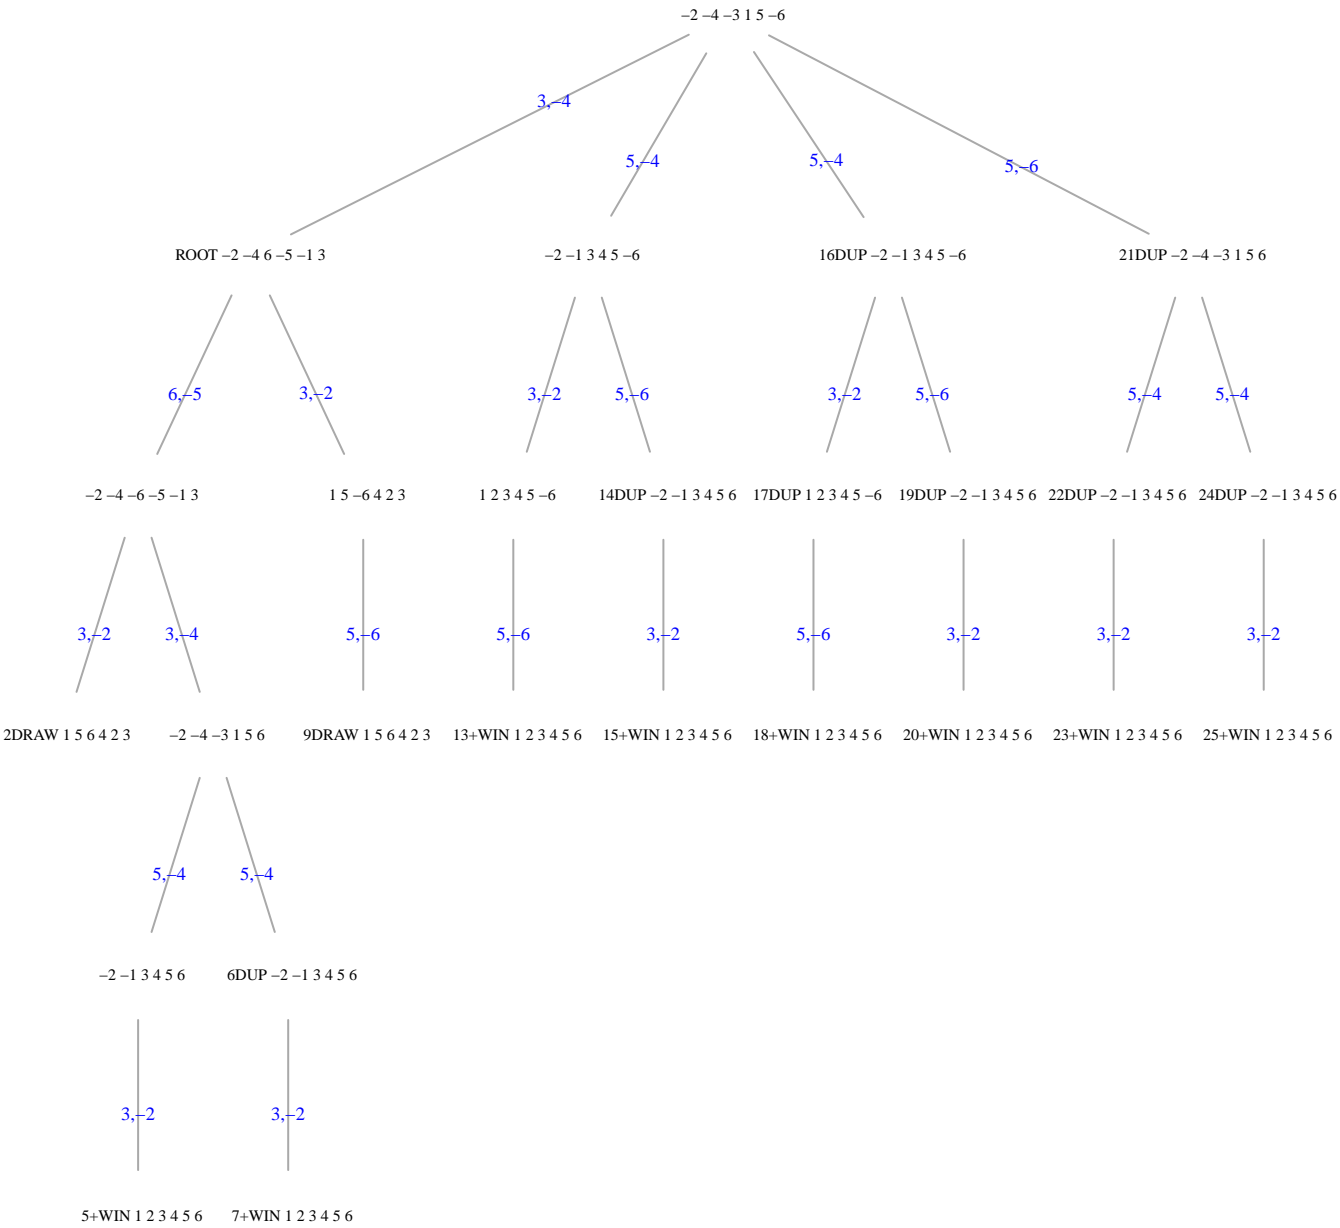 −2 −4 −3 1 5 −6
3,−4
5,−4
5,−4
5,−6
ROOT −2 −4 6 −5 −1 3
−2 −1 3 4 5 −6
16DUP −2 −1 3 4 5 −6
21DUP −2 −4 −3 1 5 6
6,−5
3,−2
3,−2
5,−6
3,−2
5,−6
5,−4
5,−4
−2 −4 −6 −5 −1 3
1 5 −6 4 2 3
1 2 3 4 5 −6
14DUP −2 −1 3 4 5 6
17DUP 1 2 3 4 5 −6
19DUP −2 −1 3 4 5 6
22DUP −2 −1 3 4 5 6
24DUP −2 −1 3 4 5 6
3,−2
3,−4
5,−6
5,−6
3,−2
5,−6
3,−2
3,−2
3,−2
2DRAW 1 5 6 4 2 3
−2 −4 −3 1 5 6
9DRAW 1 5 6 4 2 3
13+WIN 1 2 3 4 5 6
15+WIN 1 2 3 4 5 6
18+WIN 1 2 3 4 5 6
20+WIN 1 2 3 4 5 6
23+WIN 1 2 3 4 5 6
25+WIN 1 2 3 4 5 6
5,−4
5,−4
−2 −1 3 4 5 6
6DUP −2 −1 3 4 5 6
3,−2
3,−2
5+WIN 1 2 3 4 5 6
7+WIN 1 2 3 4 5 6